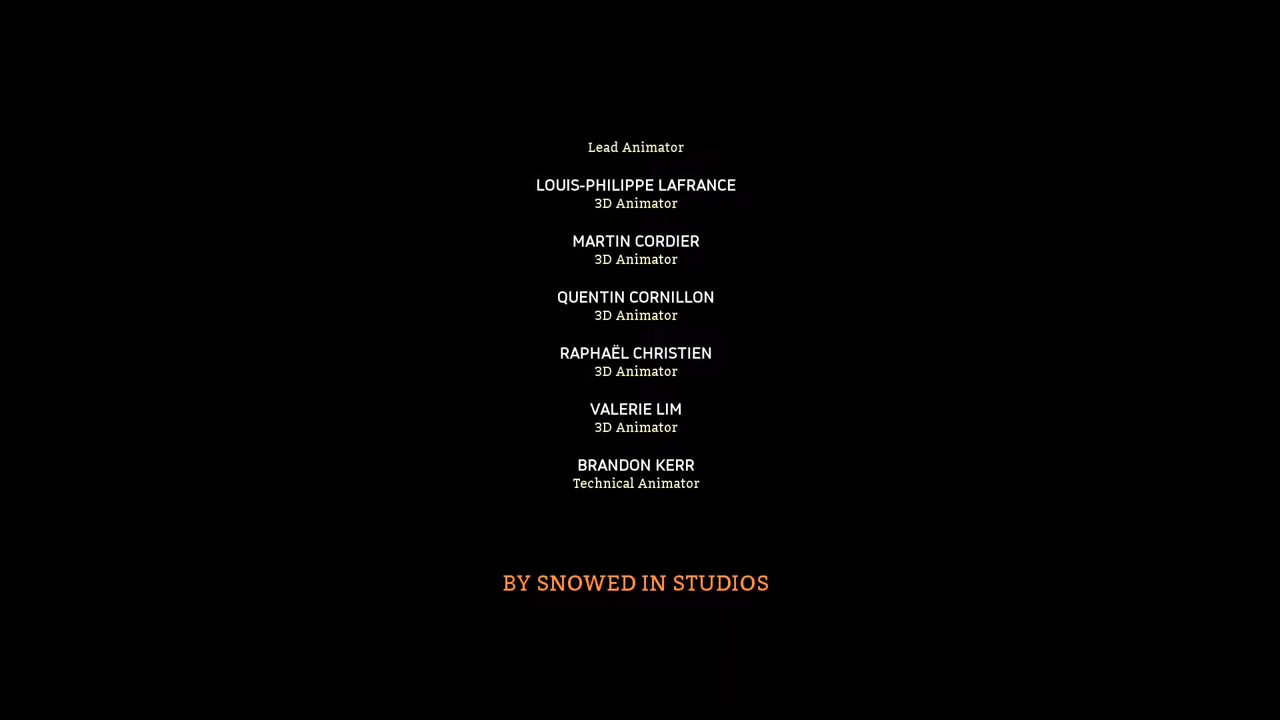 Lead Animator
LOUIS-PHILIPPE LAFRANCE
3D Animator
MARTIN CORDIER
3D Animator
QUENTIN CORNILLON
3D Animator
RAPHAËL CHRISTIEN
3D Animator
VALERIE LIM
3D Animator
BRANDON KERR
Technical Animator
BY SNOWED IN STUDIOS